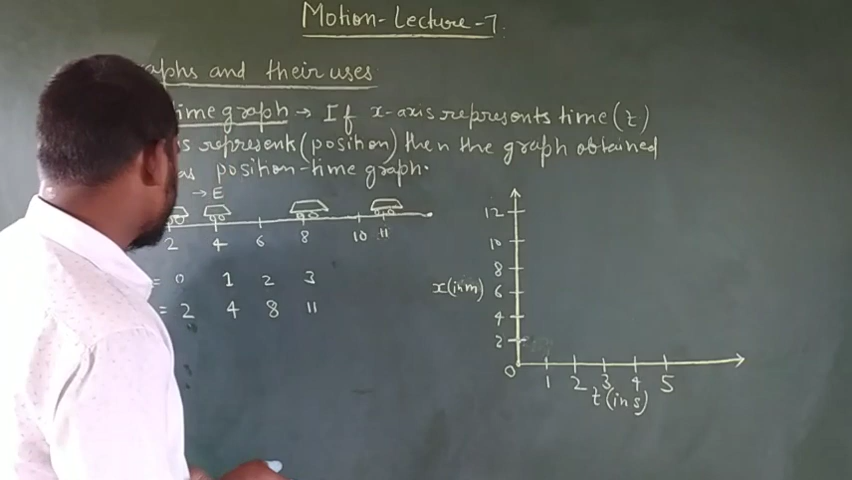 Motion-Lecture-7.
aphs and their uses
ime graph → If x-axis represents time (t)
is represent (position) then the graph obtained
as position-time graph.
→ E
2 4 6 8 10 11
= 0 1 2 3
= 2 4 8 11
12
10
8
x(in m) 6
4
2
0 1 2 3 4 5
t(in s)